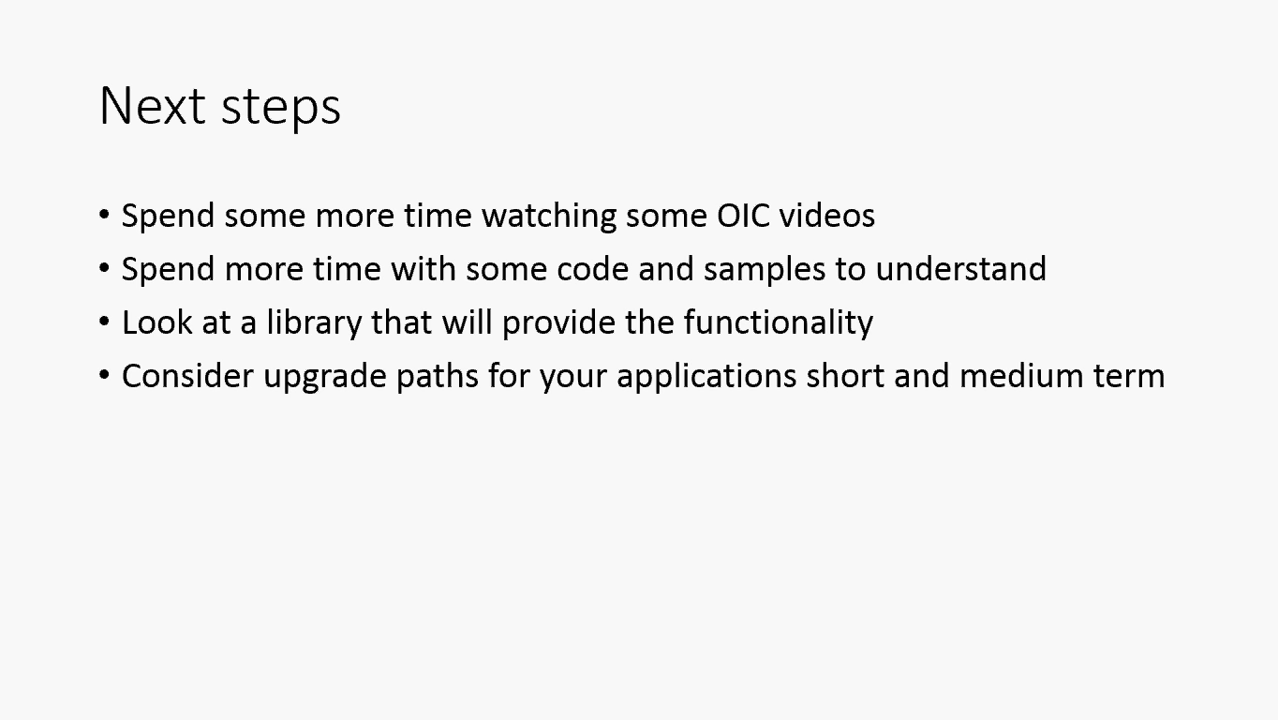 Next steps
• Spend some more time watching some OIC videos
• Spend more time with some code and samples to understand
• Look at a library that will provide the functionality
• Consider upgrade paths for your applications short and medium term